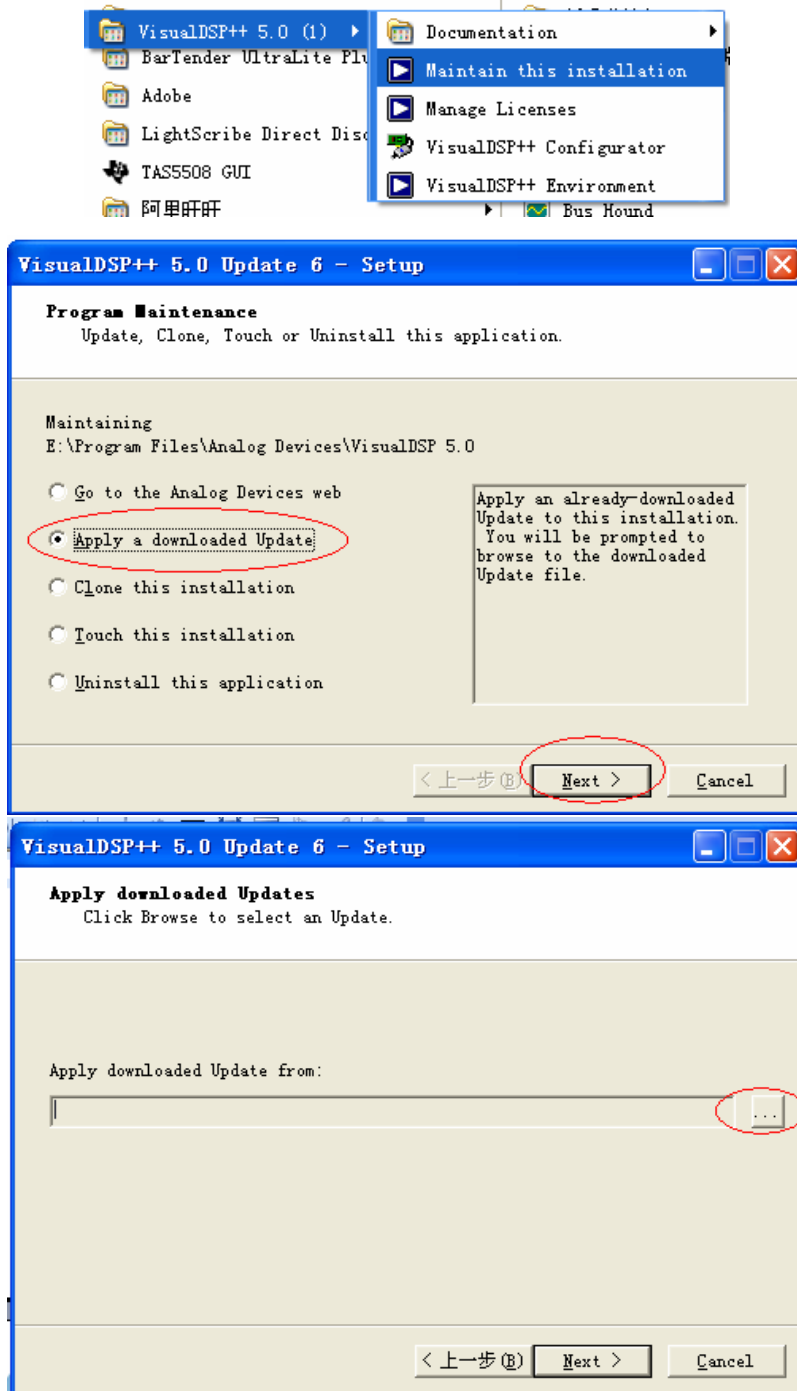 VisualDSP++ 5.0 (1)
BarTender UltraLite Plu
Adobe
LightScribe Direct Disc
TAS5508 GUI
阿里旺旺
Documentation
Maintain this installation
Manage Licenses
VisualDSP++ Configurator
VisualDSP++ Environment
Bus Hound
VisualDSP++ 5.0 Update 6 - Setup
Program Maintenance
Update, Clone, Touch or Uninstall this application.
Maintaining
E:\Program Files\Analog Devices\VisualDSP 5.0
Go to the Analog Devices web
Apply a downloaded Update
Clone this installation
Touch this installation
Uninstall this application
Apply an already-downloaded
Update to this installation.
You will be prompted to
browse to the downloaded
Update file.
< 上一步(B)
Next >
Cancel
VisualDSP++ 5.0 Update 6 - Setup
Apply downloaded Updates
Click Browse to select an Update.
Apply downloaded Update from:
...
< 上一步(B)
Next >
Cancel